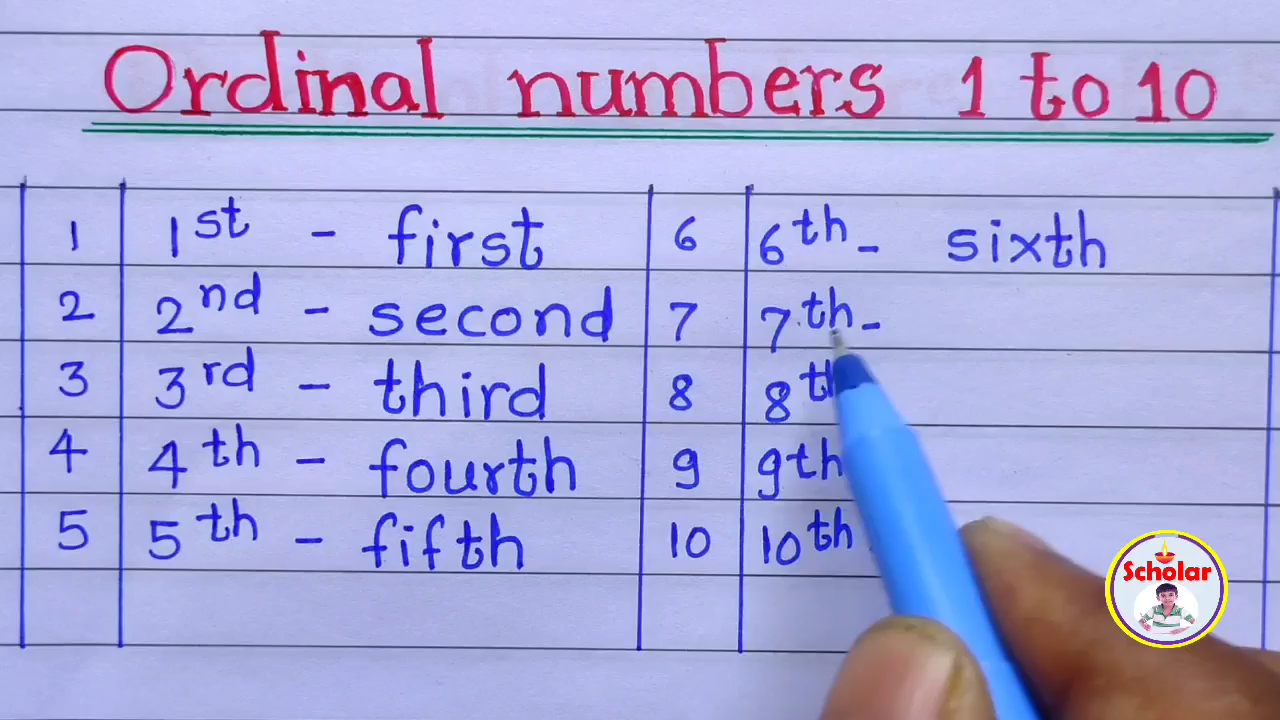 Ordinal numbers 1 to 10
1 1st - first 6 6th - sixth
2 2nd - second 7 7th -
3 3rd - third 8 8th
4 4th - fourth 9 9th
5 5th - fifth 10 10th
Scholar